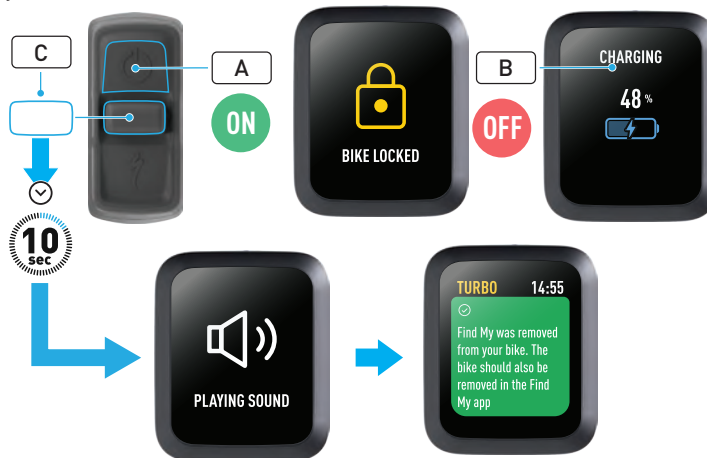 C
A
ON
BIKE LOCKED
B
OFF
CHARGING
48 %
10
sec
PLAYING SOUND
TURBO 14:55
Find My was removed
from your bike. The
bike should also be
removed in the Find
My app